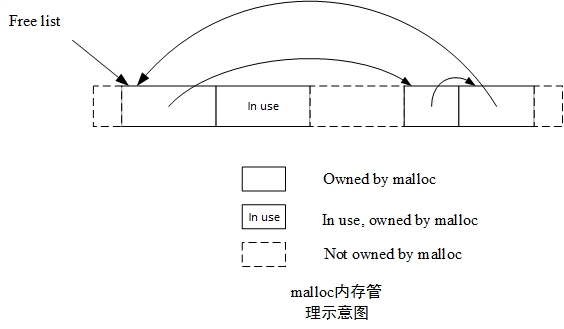 Free list
In use
Owned by malloc
In use
In use, owned by malloc
Not owned by malloc
malloc内存管
理示意图